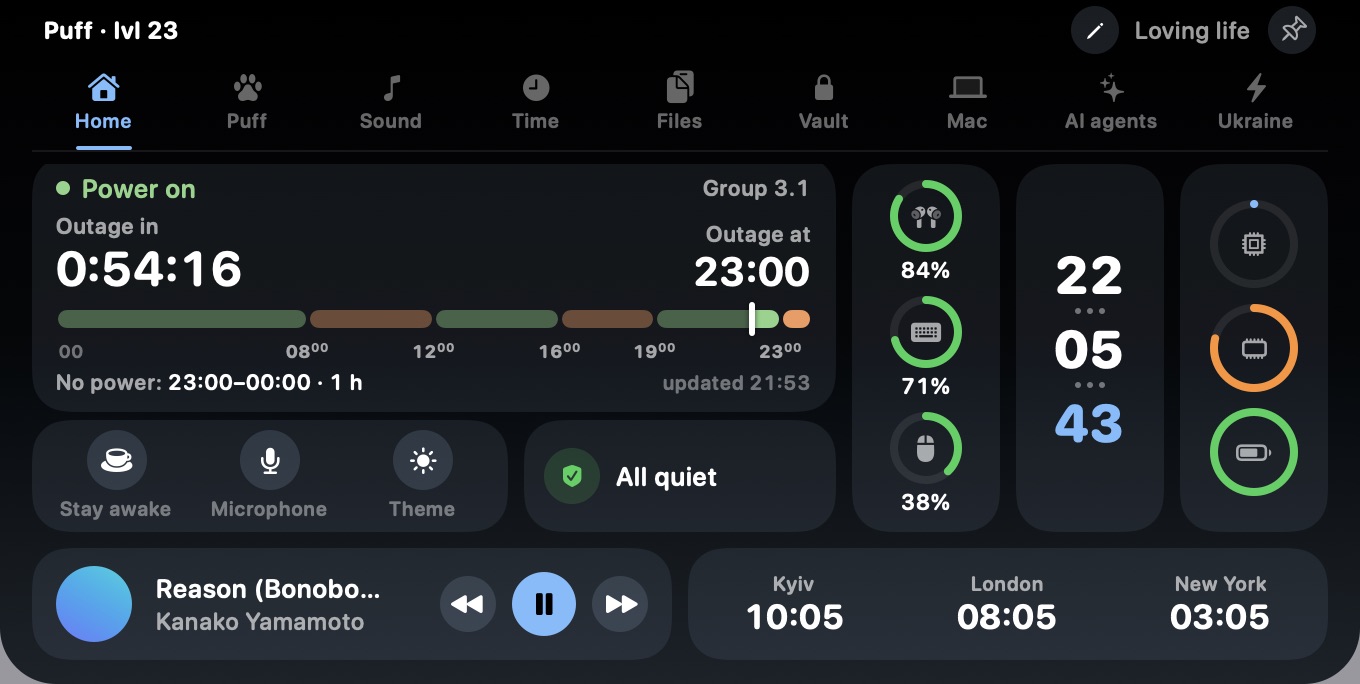 Puff · lvl 23
Loving life
Home
Puff
Sound
Time
Files
Vault
Mac
AI agents
Ukraine
Power on
Group 3.1
Outage in
Outage at
0:54:16
23:00
00
08⁰⁰
12⁰⁰
16⁰⁰
19⁰⁰
23⁰⁰
No power: 23:00–00:00 · 1 h
updated 21:53
84%
71%
38%
22
05
43
Stay awake
Microphone
Theme
All quiet
Reason (Bonobo...
Kanako Yamamoto
Kyiv
10:05
London
08:05
New York
03:05